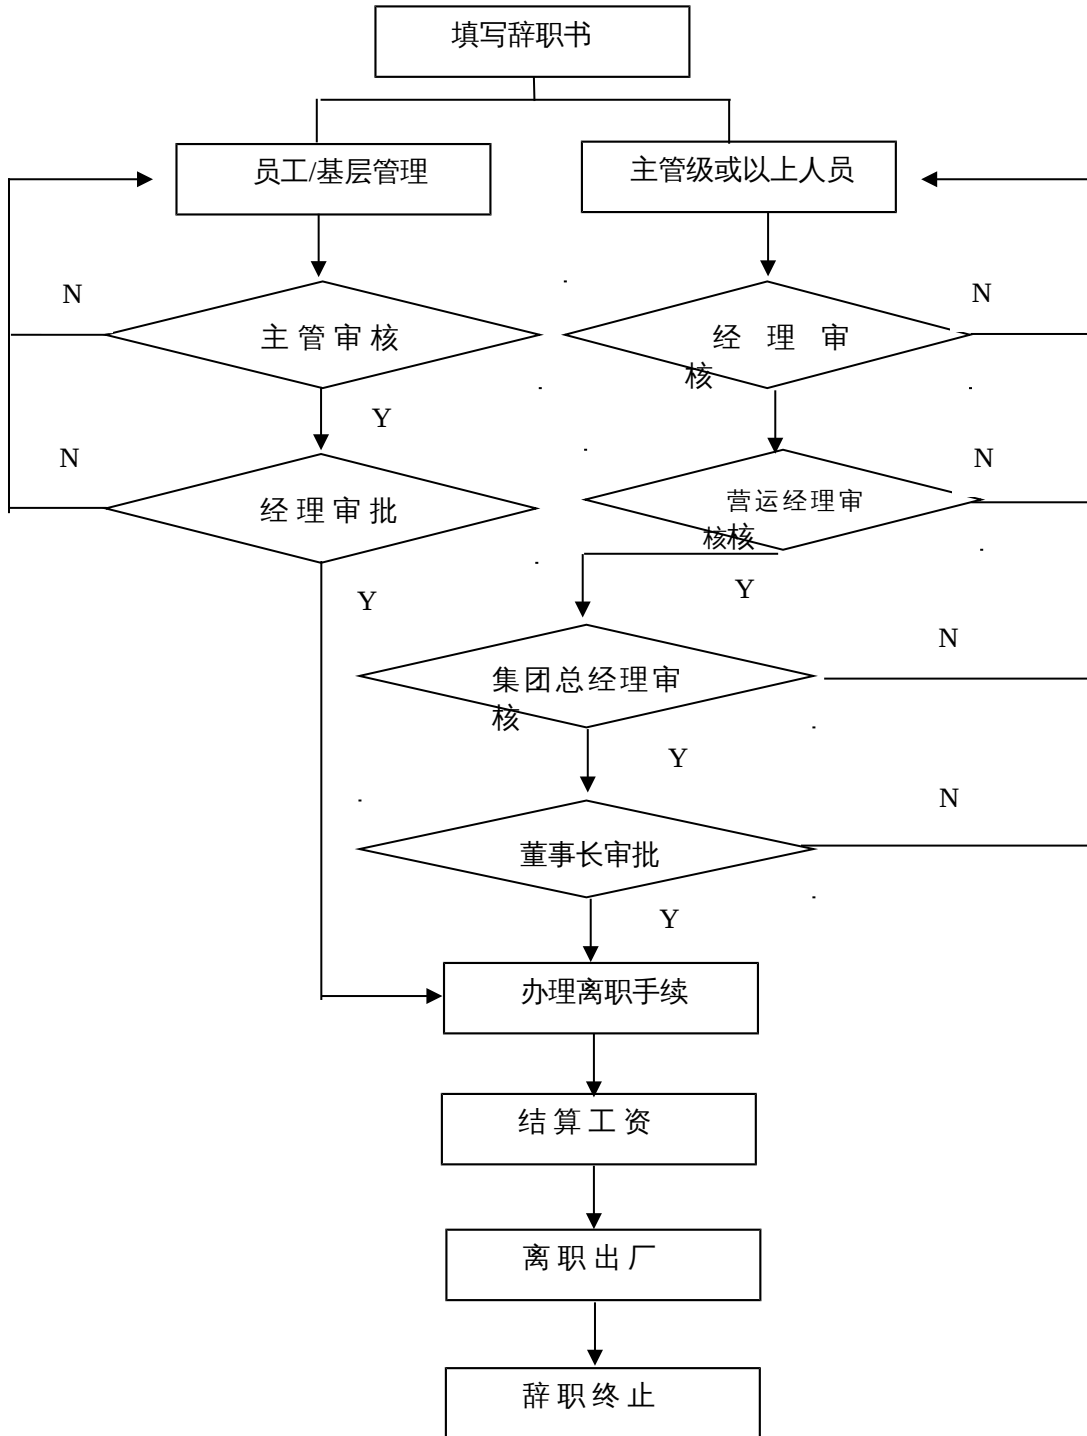 填写辞职书
员工/基层管理
主管级或以上人员
N
N
主管审核
经理审
核
Y
N
N
经理审批
营运经理审
核核
Y
Y
N
集团总经理审
核
Y
N
董事长审批
Y
办理离职手续
结算工资
离职出厂
辞职终止